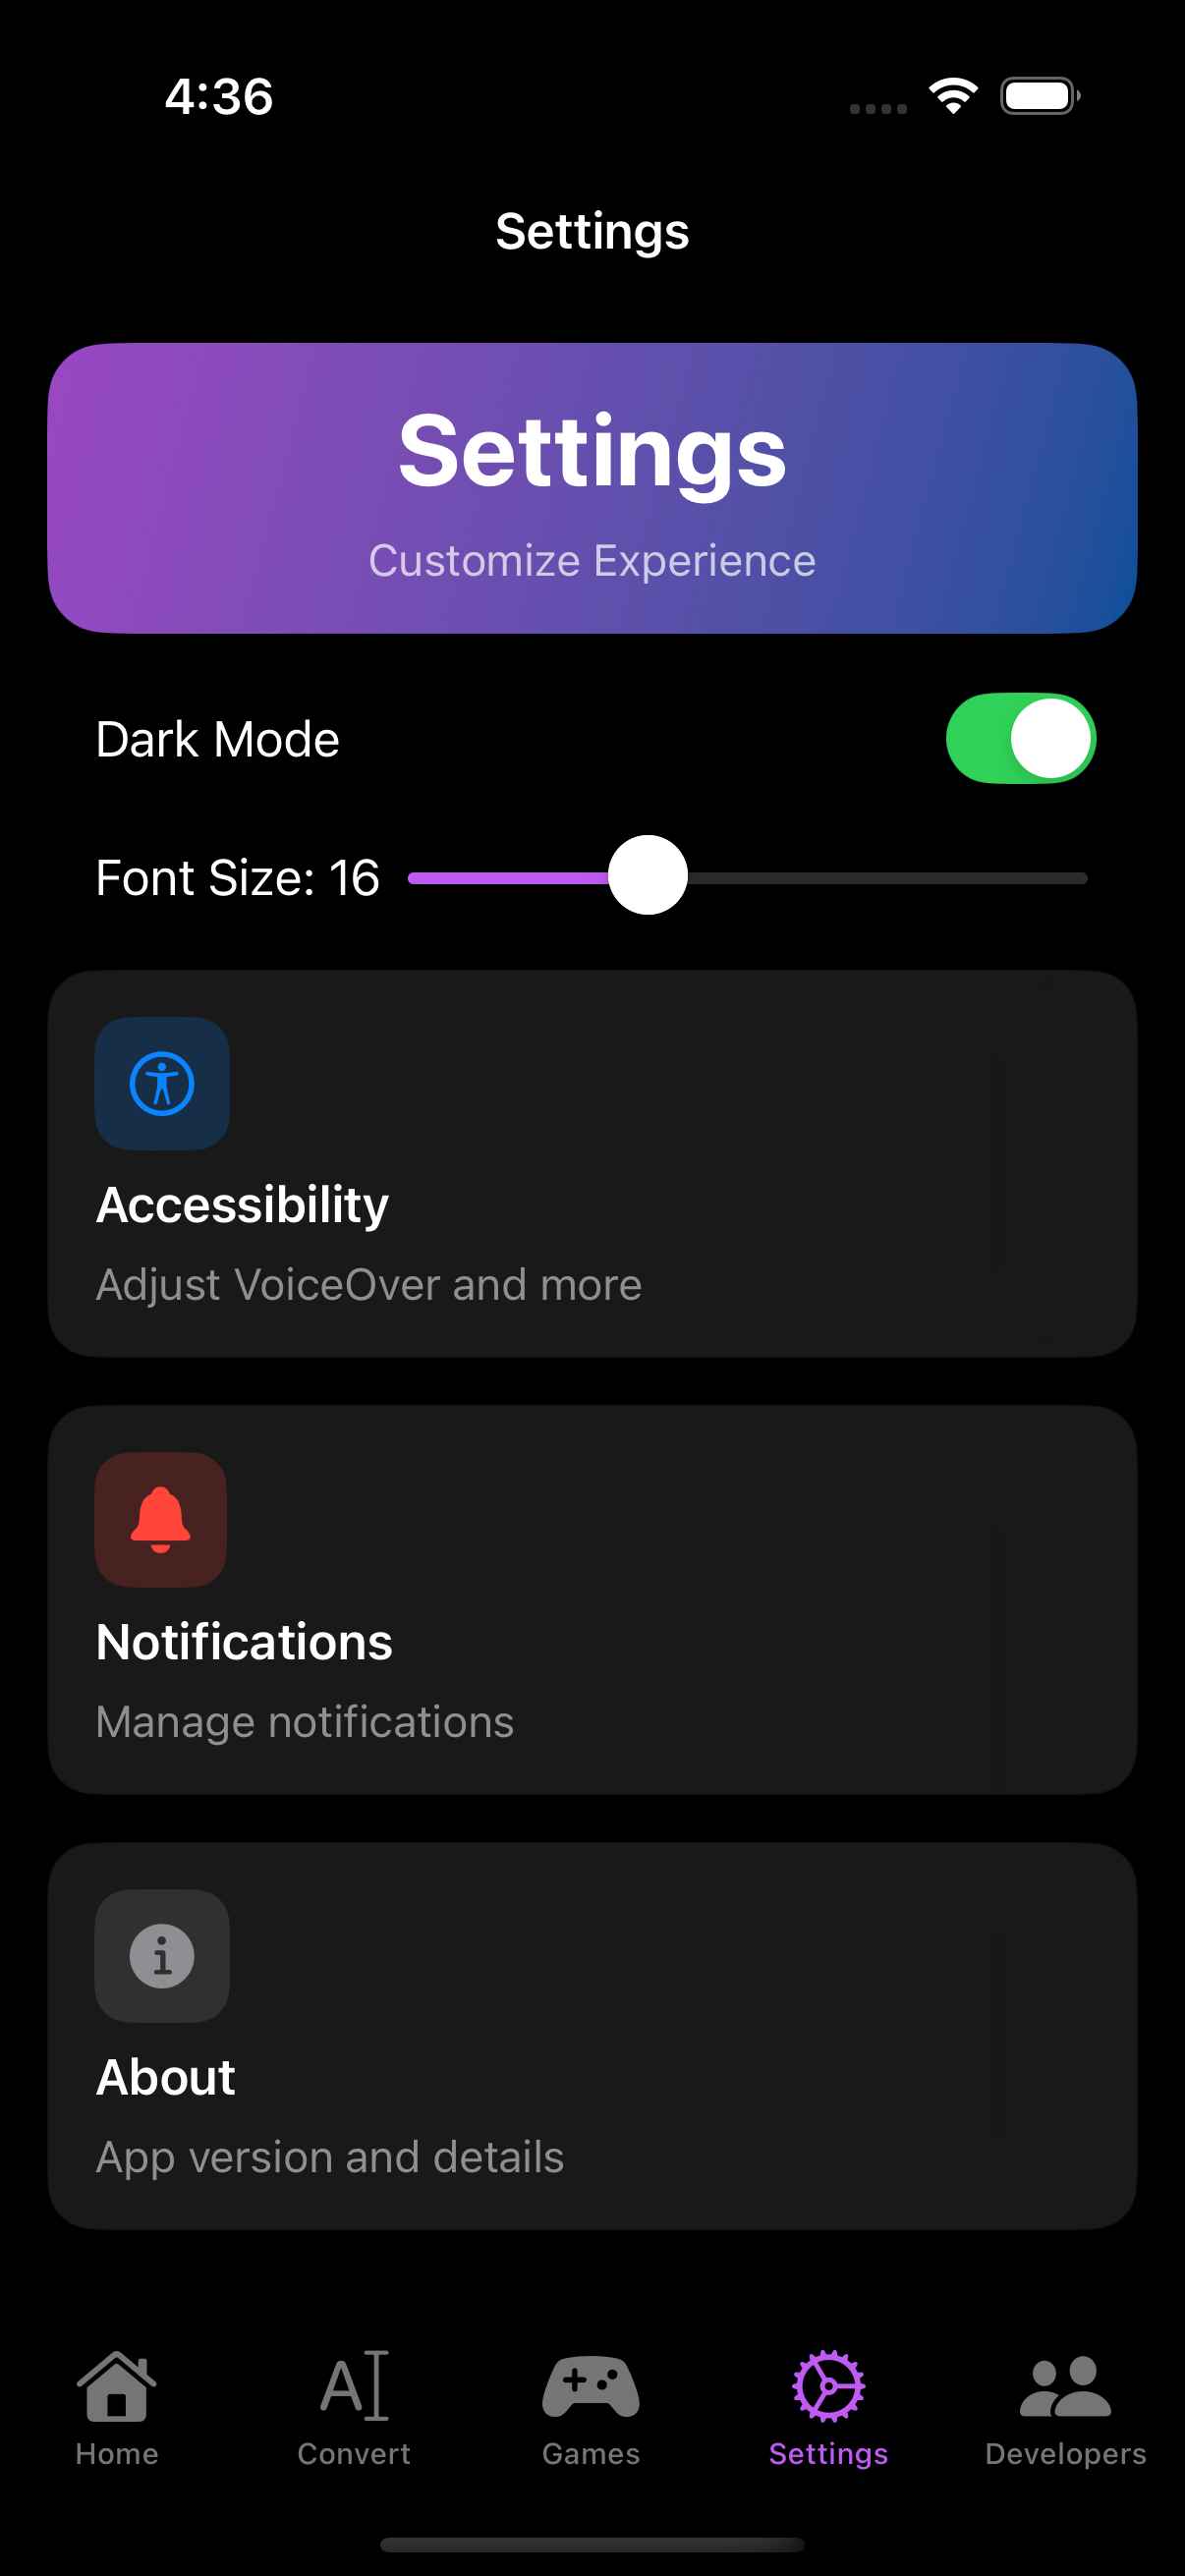 4:36
Settings
Settings
Customize Experience
Dark Mode
Font Size: 16
Accessibility
Adjust VoiceOver and more
Notifications
Manage notifications
About
App version and details
Home
Convert
Games
Settings
Developers